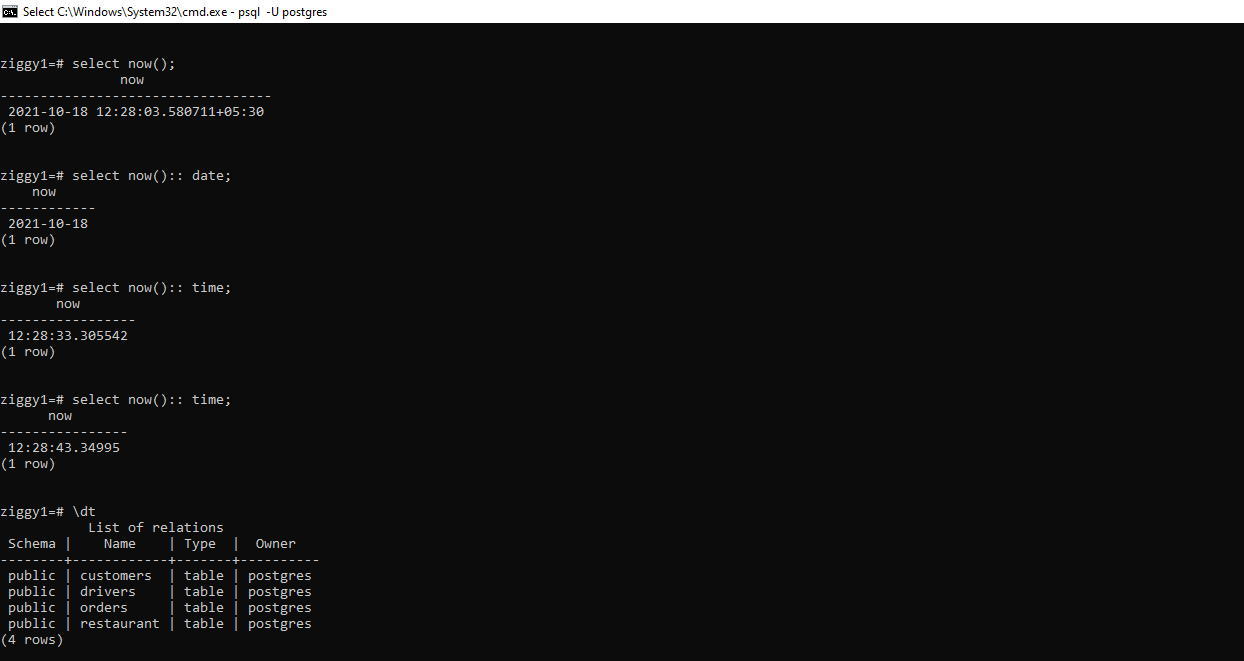 Select C:\Windows\System32\cmd.exe - psql  -U postgres
ziggy1=# select now();
               now
----------------------------------
 2021-10-18 12:28:03.580711+05:30
(1 row)
ziggy1=# select now():: date;
    now
------------
 2021-10-18
(1 row)
ziggy1=# select now():: time;
       now
-----------------
 12:28:33.305542
(1 row)
ziggy1=# select now():: time;
      now
----------------
 12:28:43.34995
(1 row)
ziggy1=# \dt
           List of relations
 Schema |    Name    | Type  |  Owner
--------+------------+-------+----------
 public | customers  | table | postgres
 public | drivers    | table | postgres
 public | orders     | table | postgres
 public | restaurant | table | postgres
(4 rows)